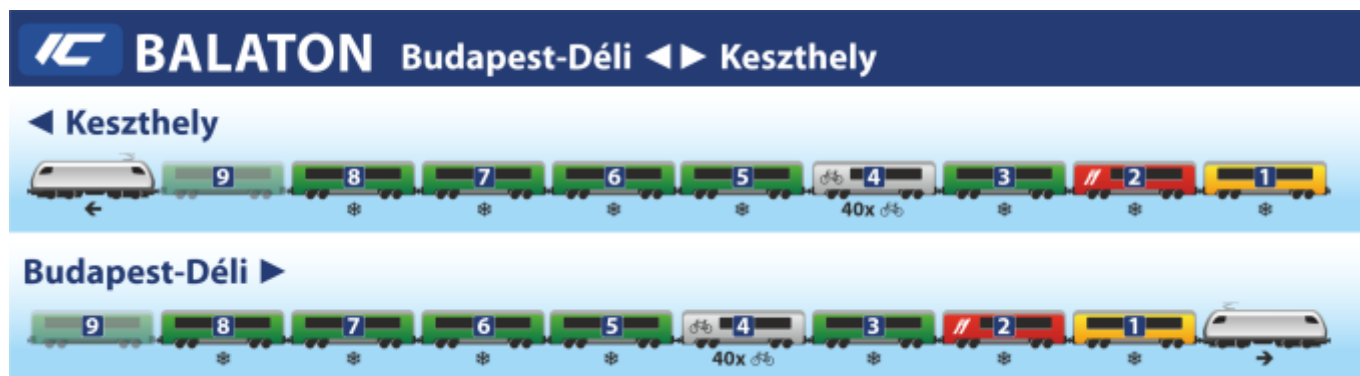 IC BALATON Budapest-Déli ◄► Keszthely
◄ Keszthely
9 8 7 6 5 4 3 2 1
40x
Budapest-Déli ►
9 8 7 6 5 4 3 2 1
40x